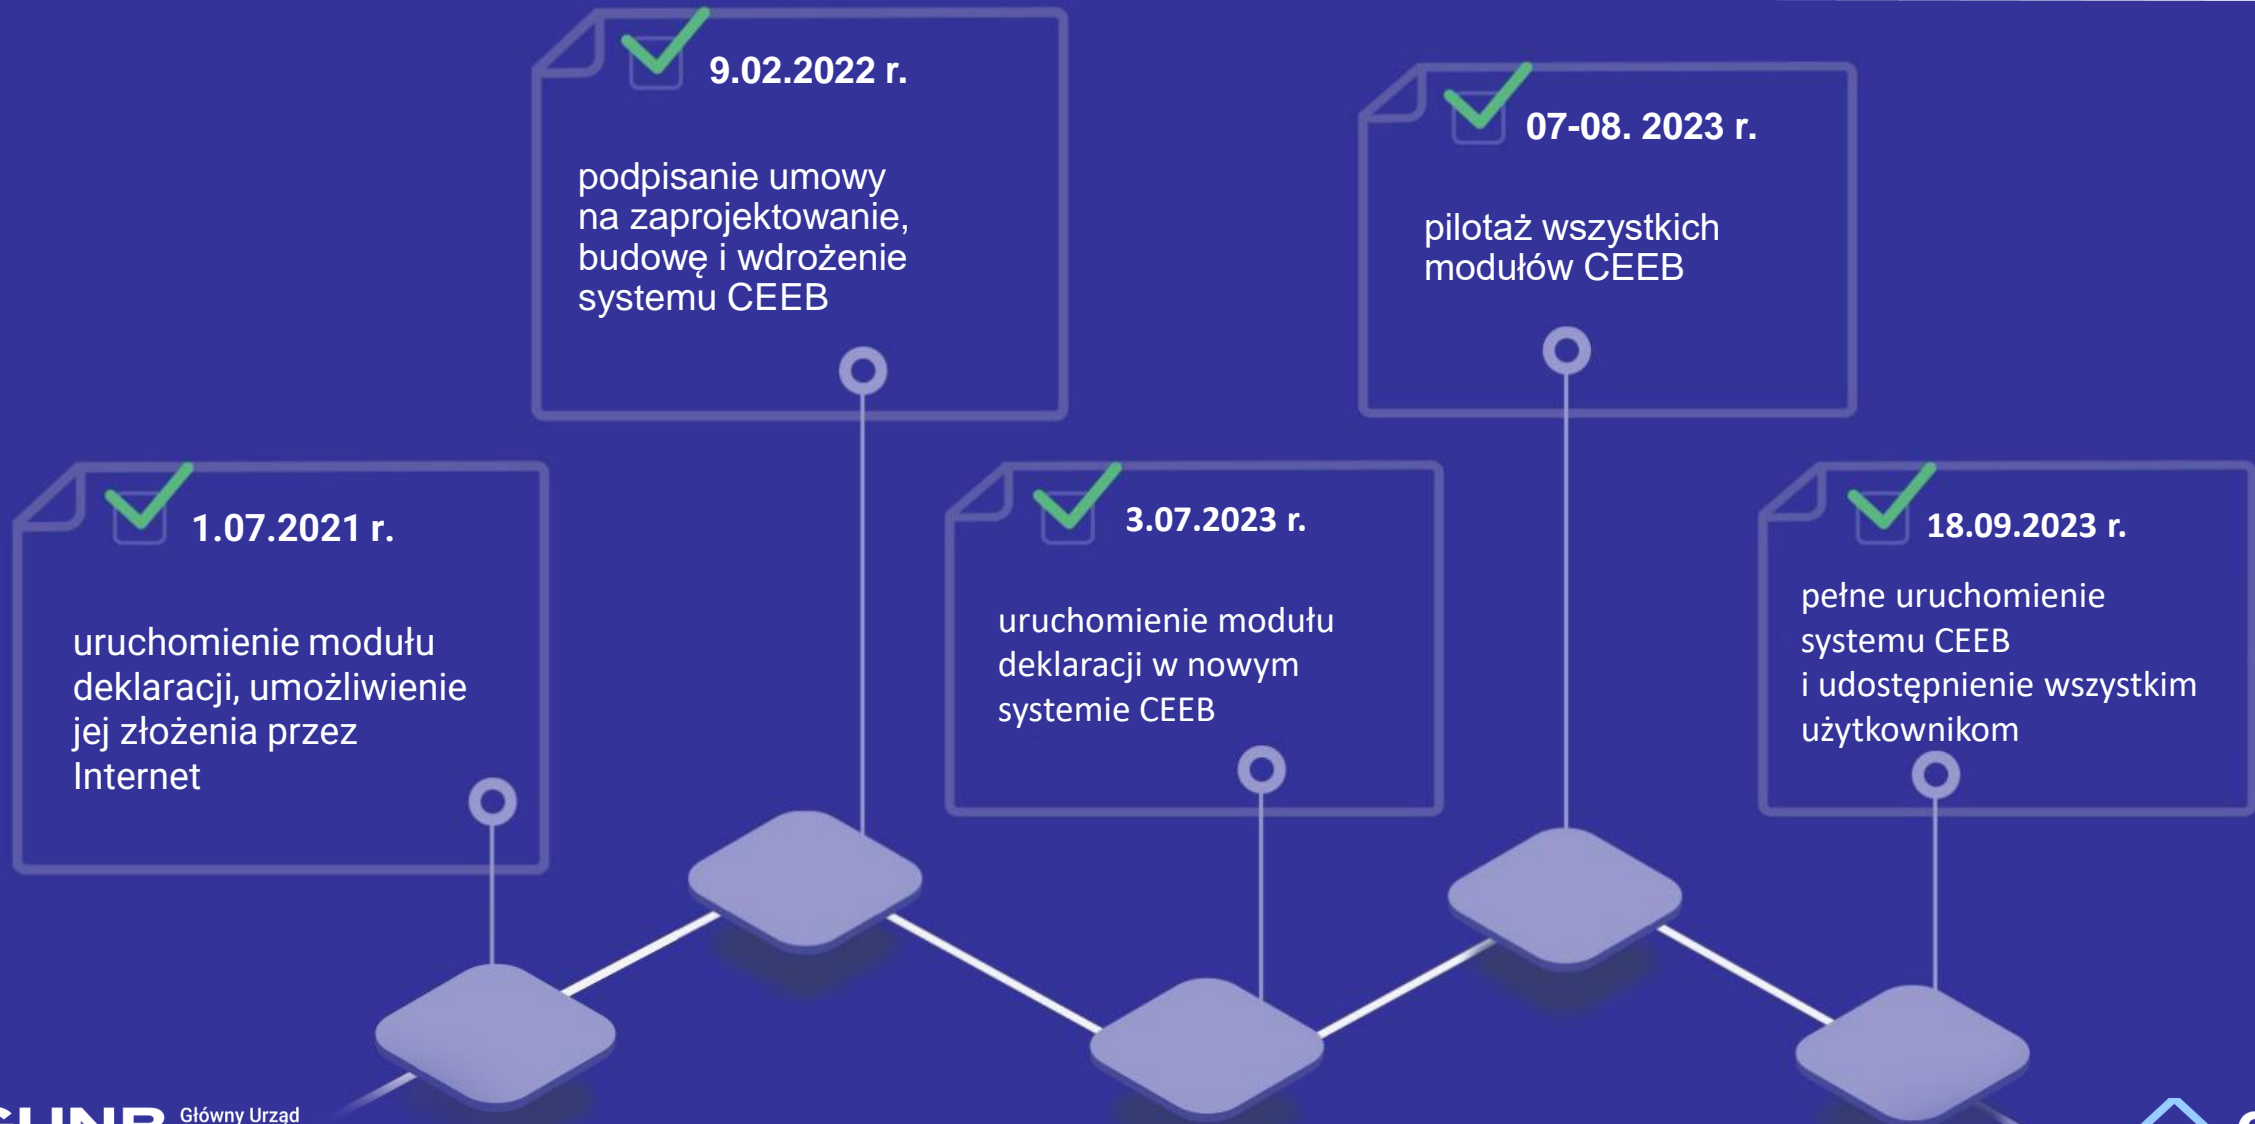 1.07.2021 r.
uruchomienie modułu
deklaracji, umożliwienie
jej złożenia przez
Internet
9.02.2022 r.
podpisanie umowy
na zaprojektowanie,
budowę i wdrożenie
systemu CEEB
3.07.2023 r.
uruchomienie modułu
deklaracji w nowym
systemie CEEB
07-08. 2023 r.
pilotaż wszystkich
modułów CEEB
18.09.2023 r.
pełne uruchomienie
systemu CEEB
i udostępnienie wszystkim
użytkownikom
GUNB
Główny Urząd